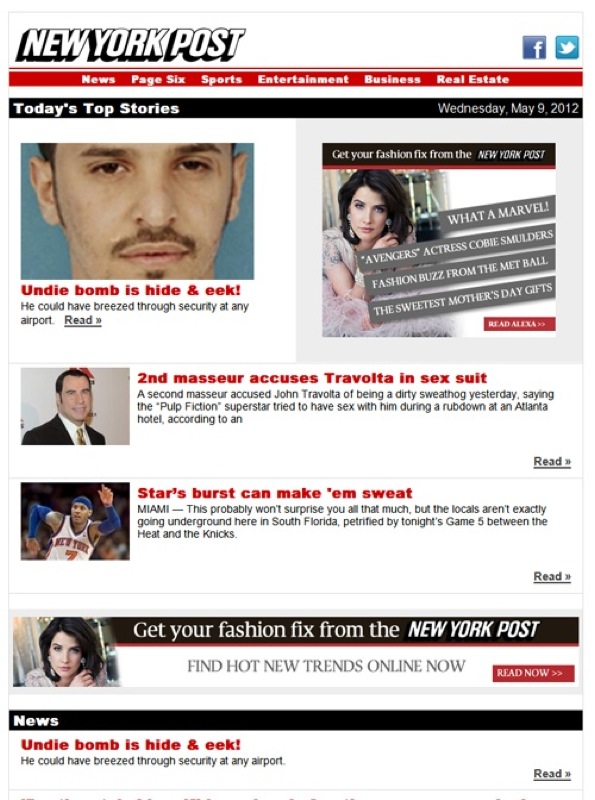 NEW YORK POST
News Page Six Sports Entertainment Business Real Estate
Today's Top Stories Wednesday, May 9, 2012
Undie bomb is hide & eek!
He could have breezed through security at any
airport. Read »
Get your fashion fix from the NEW YORK POST
WHAT A MARVEL!
"AVENGERS" ACTRESS COBIE SMULDERS
FASHION BUZZ FROM THE MET BALL
THE SWEETEST MOTHER'S DAY GIFTS
READ ALEXA >>
2nd masseur accuses Travolta in sex suit
A second masseur accused John Travolta of being a dirty sweathog yesterday, saying
the “Pulp Fiction” superstar tried to have sex with him during a rubdown at an Atlanta
hotel, according to an
Read »
Star’s burst can make 'em sweat
MIAMI — This probably won’t surprise you all that much, but the locals aren’t exactly
going underground here in South Florida, petrified by tonight’s Game 5 between the
Heat and the Knicks.
Read »
NEW YORK
7
Get your fashion fix from the NEW YORK POST
FIND HOT NEW TRENDS ONLINE NOW
READ NOW >>
News
Undie bomb is hide & eek!
He could have breezed through security at any airport.
Read »